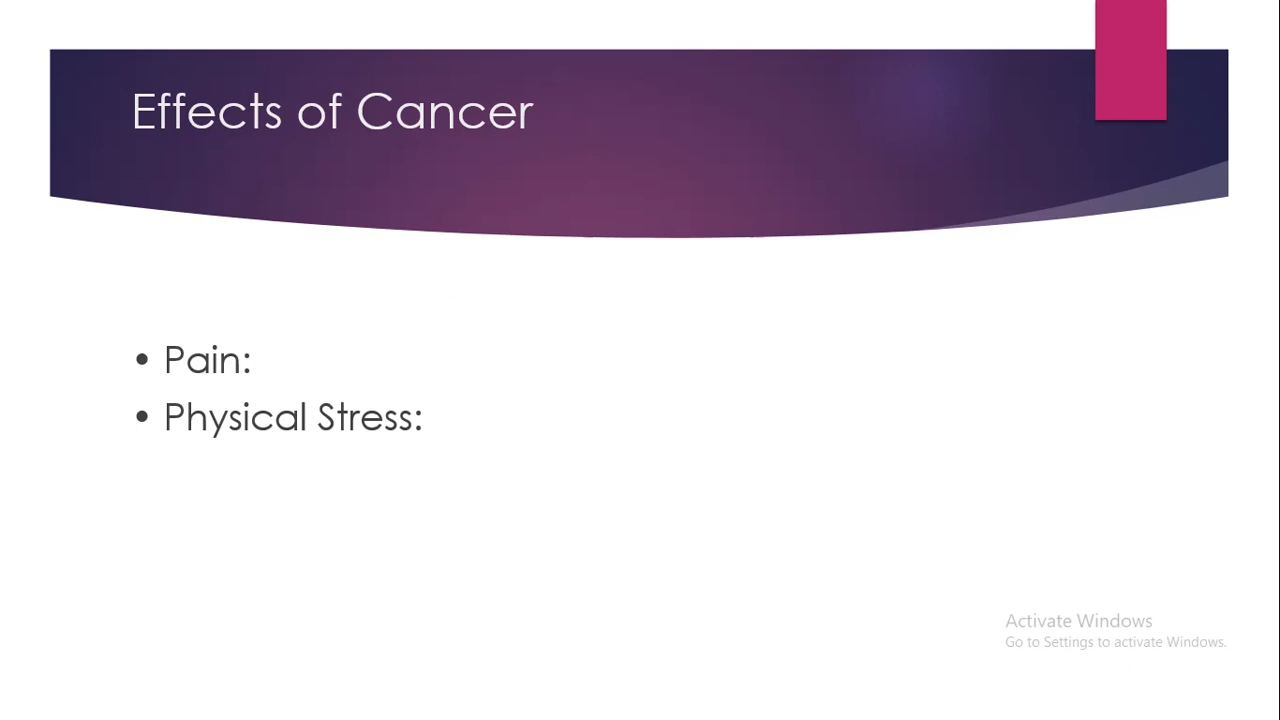 Effects of Cancer
• Pain:
• Physical Stress:
Activate Windows
Go to Settings to activate Windows.